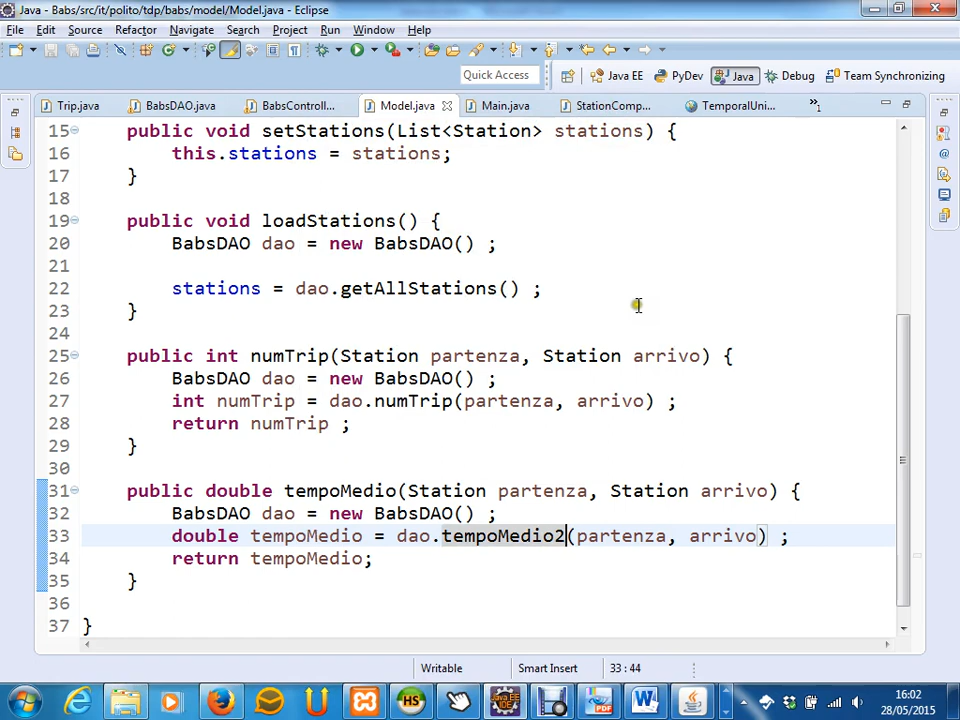 Java - Babs/src/it/polito/tdp/babs/model/Model.java - Eclipse
File Edit Source Refactor Navigate Search Project Run Window Help
Quick Access Java EE PyDev Java Debug Team Synchronizing
Trip.java BabsDAO.java BabsControll... Model.java Main.java StationComp... TemporalUni... »1
15 public void setStations(List<Station> stations) {
16 this.stations = stations;
17 }
18
19 public void loadStations() {
20 BabsDAO dao = new BabsDAO() ;
21
22 stations = dao.getAllStations() ;
23 }
24
25 public int numTrip(Station partenza, Station arrivo) {
26 BabsDAO dao = new BabsDAO() ;
27 int numTrip = dao.numTrip(partenza, arrivo) ;
28 return numTrip ;
29 }
30
31 public double tempoMedio(Station partenza, Station arrivo) {
32 BabsDAO dao = new BabsDAO() ;
33 double tempoMedio = dao.tempoMedio2(partenza, arrivo) ;
34 return tempoMedio;
35 }
36
37 }
Writable Smart Insert 33 : 44
16:02
28/05/2015